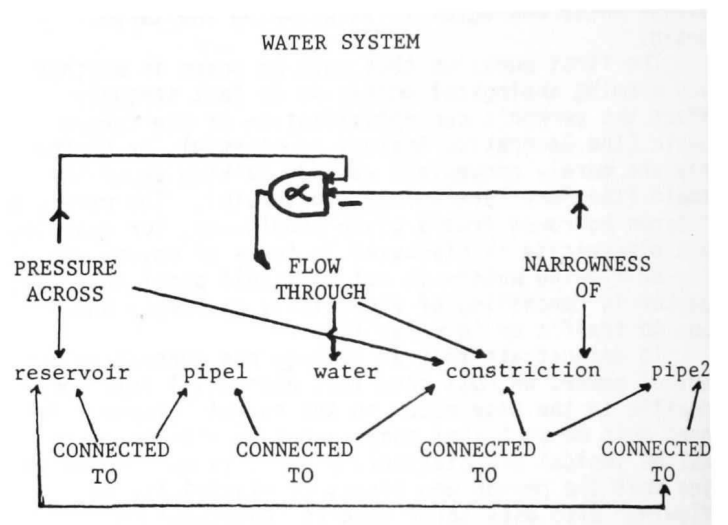 WATER SYSTEM
∝
−
PRESSURE ACROSS
FLOW THROUGH
NARROWNESS OF
reservoir pipe1 water constriction pipe2
CONNECTED TO
CONNECTED TO
CONNECTED TO
CONNECTED TO